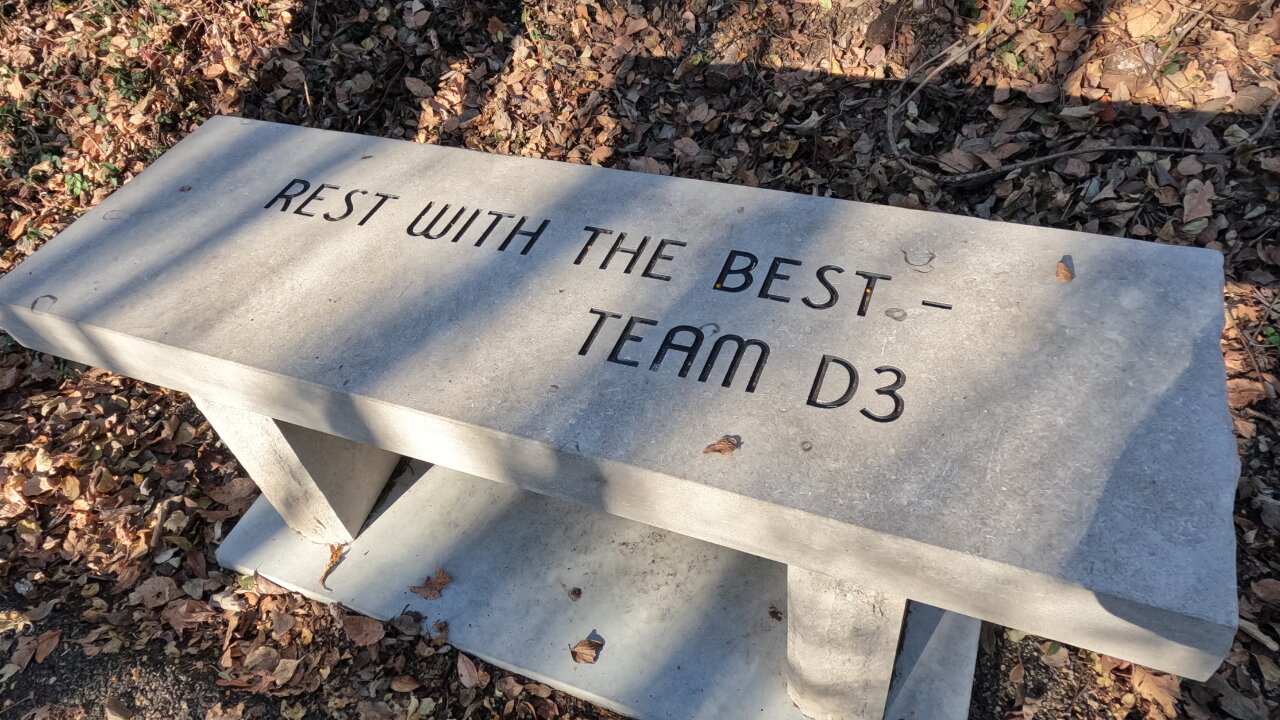 REST WITH THE BEST -
TEAM D3